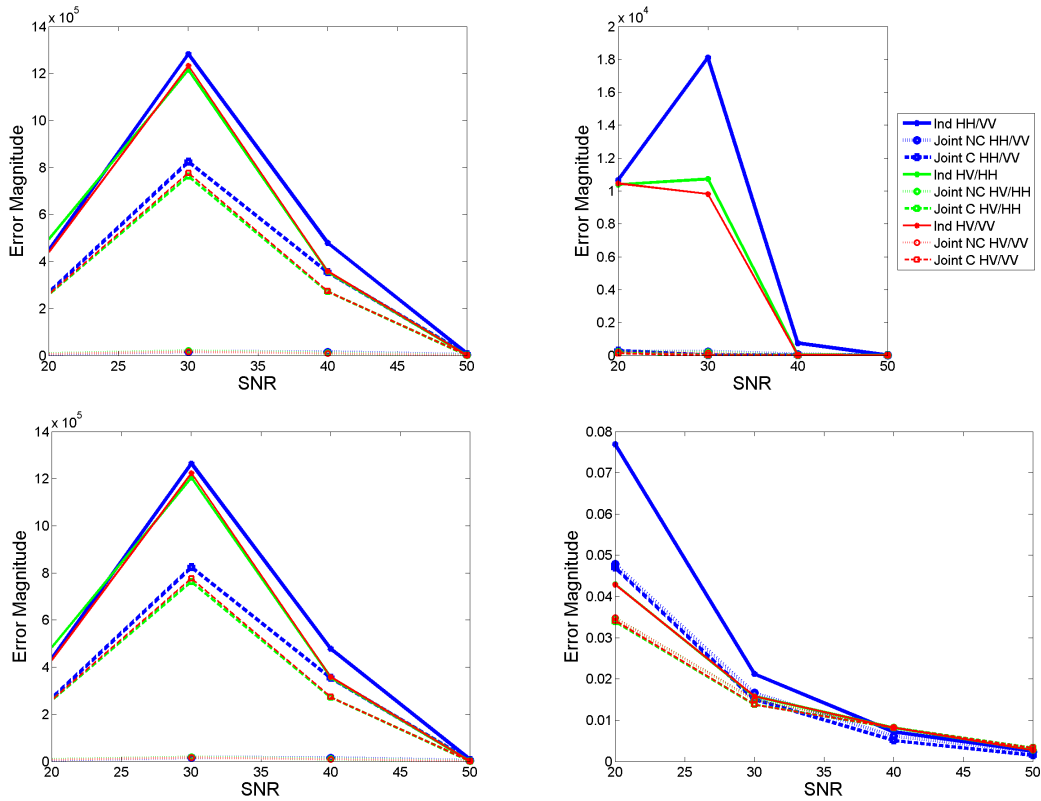 x 10^5
14
12
10
8
6
4
2
0
20 25 30 35 40 45 50
Error Magnitude
SNR
x 10^4
2
1.8
1.6
1.4
1.2
1
0.8
0.6
0.4
0.2
0
20 25 30 35 40 45 50
Error Magnitude
SNR
Ind HH/VV
Joint NC HH/VV
Joint C HH/VV
Ind HV/HH
Joint NC HV/HH
Joint C HV/HH
Ind HV/VV
Joint NC HV/VV
Joint C HV/VV
x 10^5
14
12
10
8
6
4
2
0
20 25 30 35 40 45 50
Error Magnitude
SNR
0.08
0.07
0.06
0.05
0.04
0.03
0.02
0.01
0
20 25 30 35 40 45 50
Error Magnitude
SNR